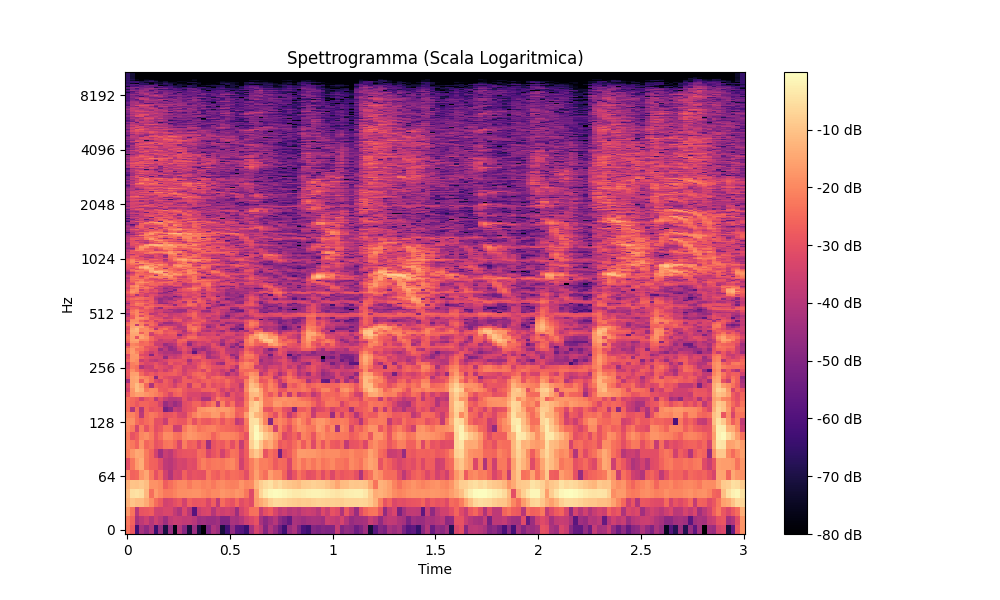 Spettrogramma (Scala Logaritmica)
8192
4096
2048
1024
512
256
128
64
0
Hz
0
0.5
1
1.5
2
2.5
3
Time
-10 dB
-20 dB
-30 dB
-40 dB
-50 dB
-60 dB
-70 dB
-80 dB